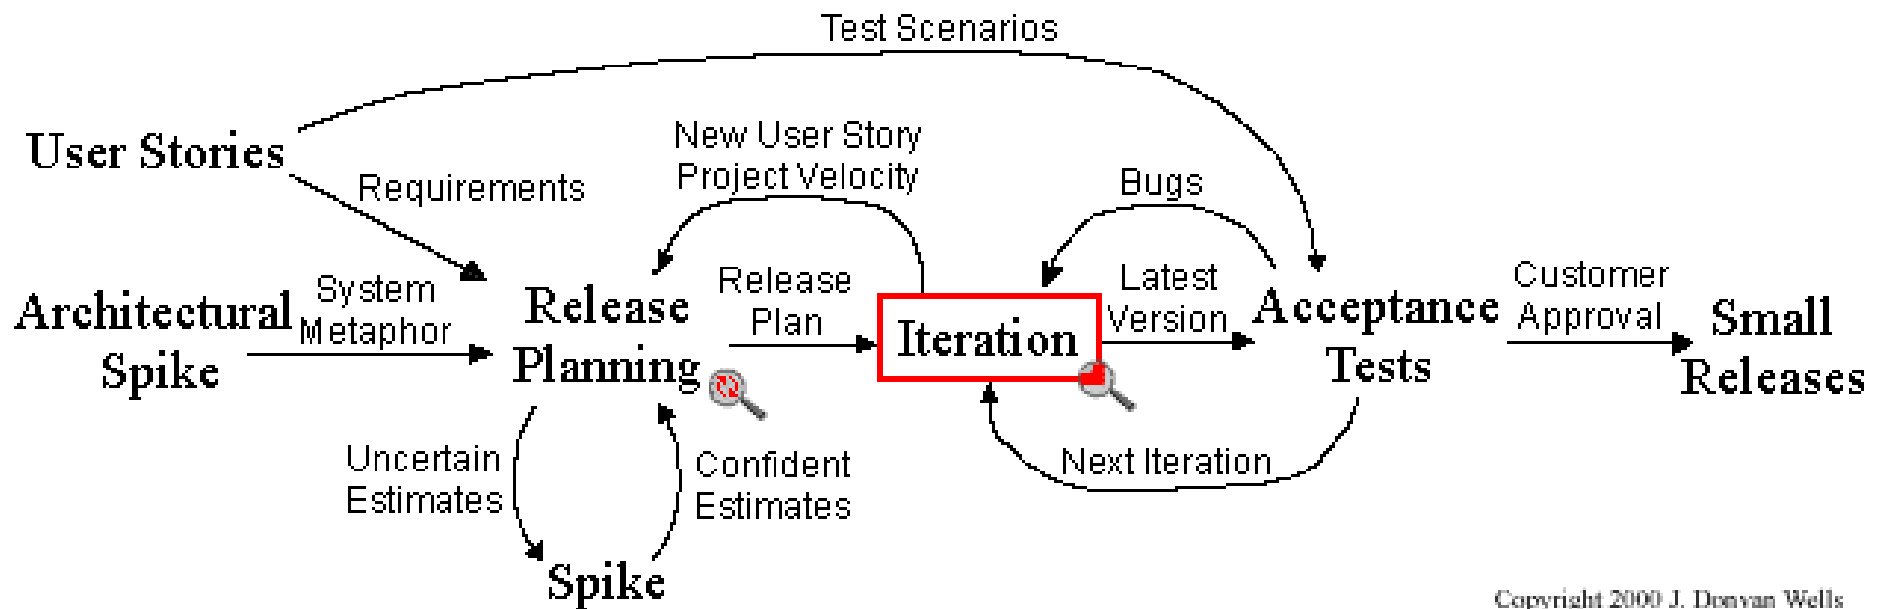 Test Scenarios
User Stories
Requirements
New User Story
Project Velocity
Bugs
Architectural
Spike
System
Metaphor
Release
Planning
Release
Plan
Iteration
Latest
Version
Acceptance
Tests
Customer
Approval
Small
Releases
Uncertain
Estimates
Confident
Estimates
Next Iteration
Spike
Copyright 2000 J. Donvan Wells